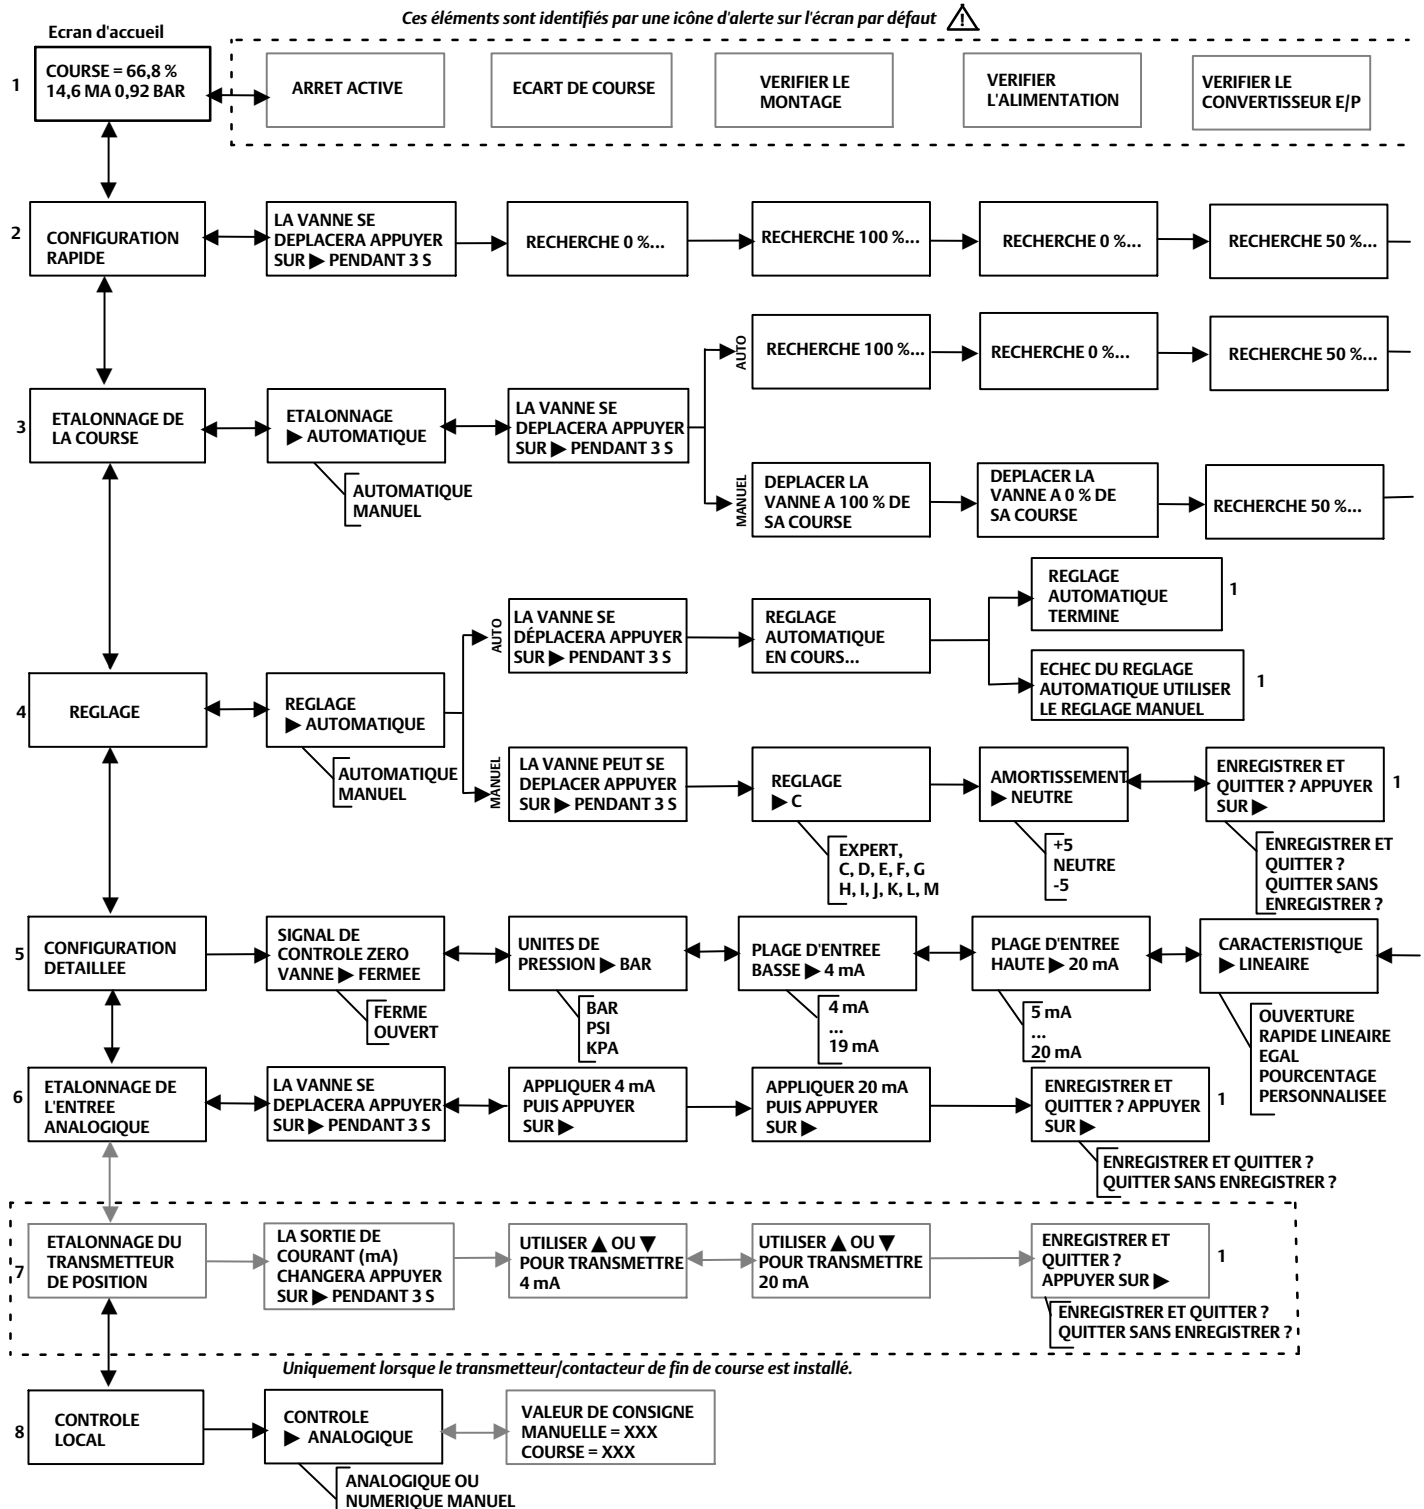 Ces éléments sont identifiés par une icône d'alerte sur l'écran par défaut
Ecran d'accueil
1
COURSE = 66,8 %
14,6 MA 0,92 BAR
ARRET ACTIVE
ECART DE COURSE
VERIFIER LE
MONTAGE
VERIFIER
L'ALIMENTATION
VERIFIER LE
CONVERTISSEUR E/P
2
CONFIGURATION
RAPIDE
LA VANNE SE
DEPLACERA APPUYER
SUR ▶ PENDANT 3 S
RECHERCHE 0 %...
RECHERCHE 100 %...
RECHERCHE 0 %...
RECHERCHE 50 %...
3
ETALONNAGE DE
LA COURSE
ETALONNAGE
▶ AUTOMATIQUE
AUTOMATIQUE
MANUEL
LA VANNE SE
DEPLACERA APPUYER
SUR ▶ PENDANT 3 S
AUTO
RECHERCHE 100 %...
RECHERCHE 0 %...
RECHERCHE 50 %...
MANUEL
DEPLACER LA
VANNE A 100 % DE
SA COURSE
DEPLACER LA
VANNE A 0 % DE
SA COURSE
RECHERCHE 50 %...
4
REGLAGE
REGLAGE
▶ AUTOMATIQUE
AUTOMATIQUE
MANUEL
AUTO
LA VANNE SE
DÉPLACERA APPUYER
SUR ▶ PENDANT 3 S
REGLAGE
AUTOMATIQUE
EN COURS...
REGLAGE
AUTOMATIQUE
TERMINE
1
ECHEC DU REGLAGE
AUTOMATIQUE UTILISER
LE REGLAGE MANUEL
1
MANUEL
LA VANNE PEUT SE
DEPLACER APPUYER
SUR ▶ PENDANT 3 S
REGLAGE
▶ C
EXPERT,
C, D, E, F, G
H, I, J, K, L, M
AMORTISSEMENT
▶ NEUTRE
+5
NEUTRE
-5
ENREGISTRER ET
QUITTER ? APPUYER
SUR ▶
1
ENREGISTRER ET
QUITTER ?
QUITTER SANS
ENREGISTRER ?
5
CONFIGURATION
DETAILLEE
SIGNAL DE
CONTROLE ZERO
VANNE ▶ FERMEE
FERME
OUVERT
UNITES DE
PRESSION ▶ BAR
BAR
PSI
KPA
PLAGE D'ENTREE
BASSE ▶ 4 mA
4 mA
...
19 mA
PLAGE D'ENTREE
HAUTE ▶ 20 mA
5 mA
...
20 mA
CARACTERISTIQUE
▶ LINEAIRE
OUVERTURE
RAPIDE LINEAIRE
EGAL
POURCENTAGE
PERSONNALISEE
6
ETALONNAGE DE
L'ENTREE
ANALOGIQUE
LA VANNE SE
DEPLACERA APPUYER
SUR ▶ PENDANT 3 S
APPLIQUER 4 mA
PUIS APPUYER
SUR ▶
APPLIQUER 20 mA
PUIS APPUYER
SUR ▶
ENREGISTRER ET
QUITTER ? APPUYER
SUR ▶
1
ENREGISTRER ET QUITTER ?
QUITTER SANS ENREGISTRER ?
7
ETALONNAGE DU
TRANSMETTEUR
DE POSITION
LA SORTIE DE
COURANT (mA)
CHANGERA APPUYER
SUR ▶ PENDANT 3 S
UTILISER ▲ OU ▼
POUR TRANSMETTRE
4 mA
UTILISER ▲ OU ▼
POUR TRANSMETTRE
20 mA
ENREGISTRER ET
QUITTER ?
APPUYER SUR ▶
1
ENREGISTRER ET QUITTER ?
QUITTER SANS ENREGISTRER ?
Uniquement lorsque le transmetteur/contacteur de fin de course est installé.
8
CONTROLE
LOCAL
CONTROLE
▶ ANALOGIQUE
ANALOGIQUE OU
NUMERIQUE MANUEL
VALEUR DE CONSIGNE
MANUELLE = XXX
COURSE = XXX